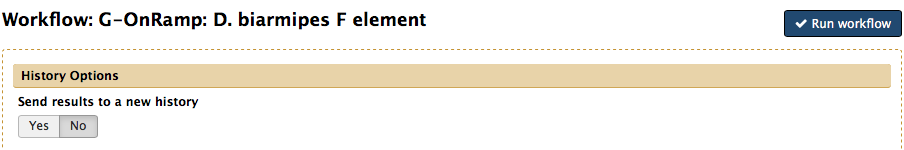 Workflow: G-OnRamp: D. biarmipes F element
✔ Run workflow
History Options
Send results to a new history
Yes No